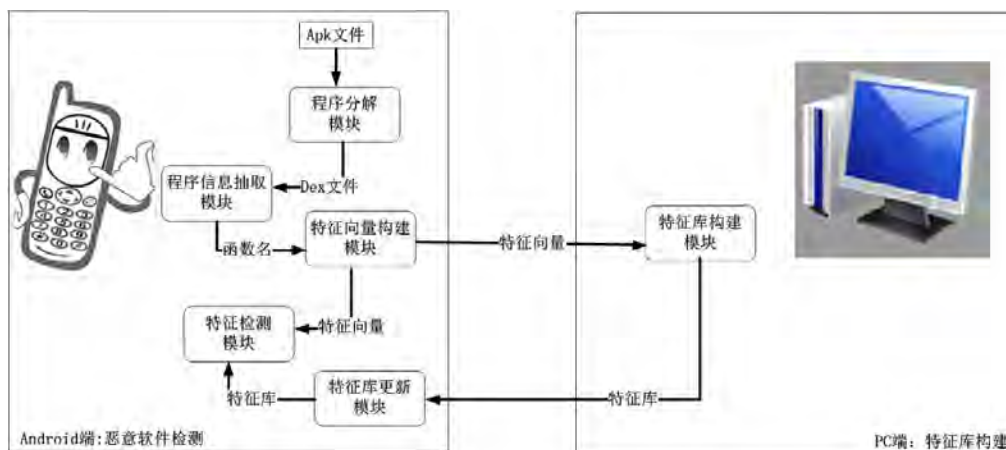 Apk文件
程序分解
模块
Dex文件
程序信息抽取
模块
函数名
特征向量构建
模块
特征向量
特征库构建
模块
特征向量
特征检测
模块
特征库
特征库更新
模块
特征库
Android端:恶意软件检测
PC端: 特征库构建